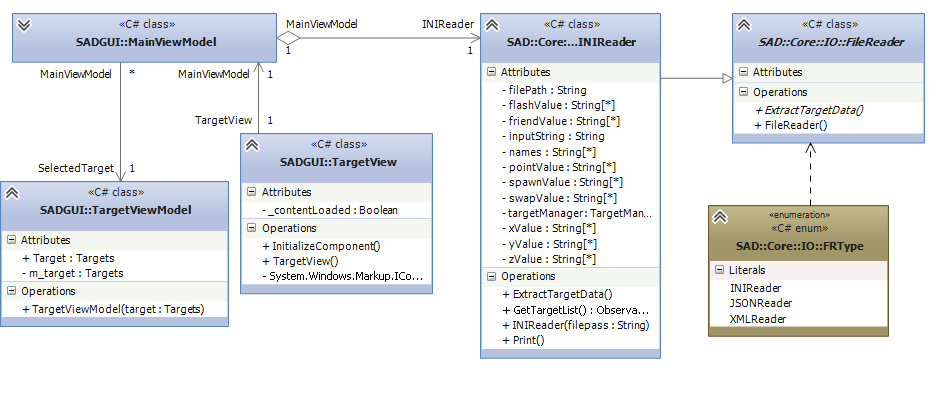 «C# class»
SADGUI::MainViewModel
MainViewModel
1
INIReader
1
MainViewModel
*
SelectedTarget
1
MainViewModel
1
TargetView
1
«C# class»
SADGUI::TargetViewModel
Attributes
+ Target : Targets
- m_target : Targets
Operations
+ TargetViewModel(target : Targets)
«C# class»
SADGUI::TargetView
Attributes
- _contentLoaded : Boolean
Operations
+ InitializeComponent()
+ TargetView()
- System.Windows.Markup.ICo...
«C# class»
SAD::Core:...INIReader
Attributes
- filePath : String
- flashValue : String[*]
- friendValue : String[*]
- inputString : String
- names : String[*]
- pointValue : String[*]
- spawnValue : String[*]
- swapValue : String[*]
- targetManager : TargetMan...
- xValue : String[*]
- yValue : String[*]
- zValue : String[*]
Operations
+ ExtractTargetData()
+ GetTargetList() : Observa...
+ INIReader(filepass : String)
+ Print()
«C# class»
SAD::Core::IO::FileReader
Attributes
Operations
+ ExtractTargetData()
+ FileReader()
«enumeration»
«C# enum»
SAD::Core::IO::FRType
Literals
INIReader
JSONReader
XMLReader